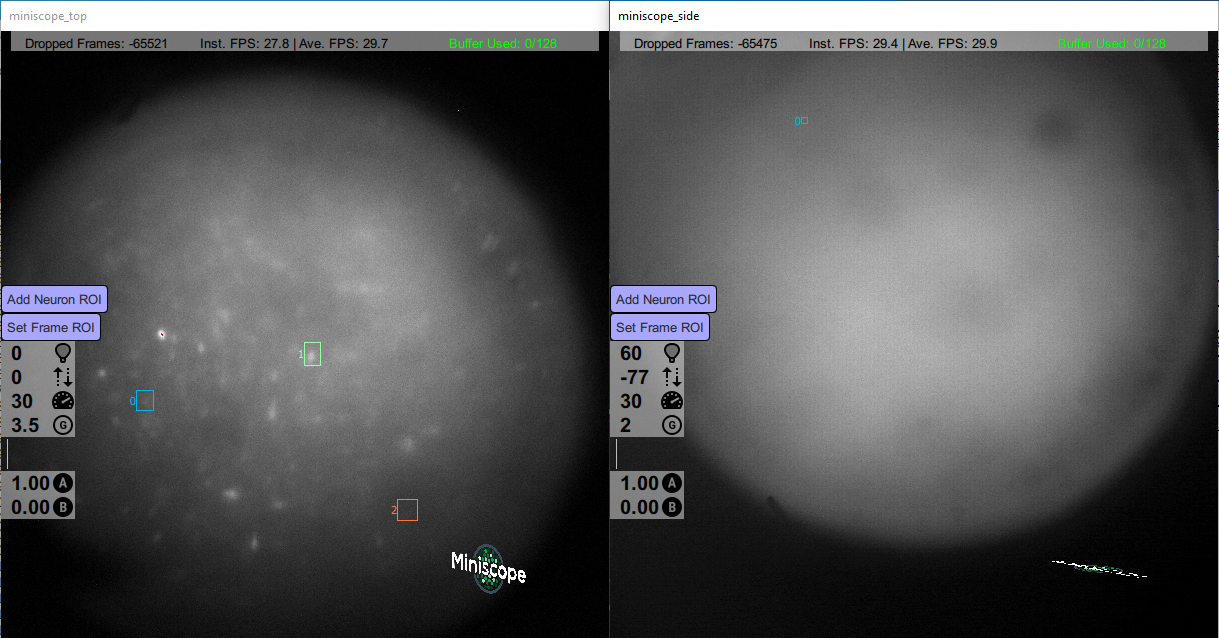 miniscope_top
Dropped Frames: -65521 Inst. FPS: 27.8 | Ave. FPS: 29.7 Buffer Used: 0/128
Add Neuron ROI
Set Frame ROI
0
0
30
3.5 G
1.00 A
0.00 B
0
1
2
Miniscope
miniscope_side
Dropped Frames: -65475 Inst. FPS: 29.4 | Ave. FPS: 29.9 Buffer Used: 0/128
0
Add Neuron ROI
Set Frame ROI
60
-77
30
2 G
1.00 A
0.00 B